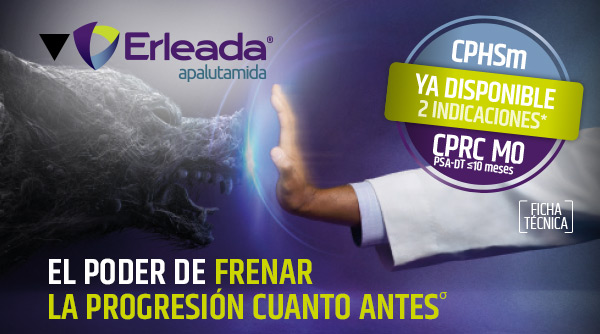 Erleada®
apalutamida
CPHSm
YA DISPONIBLE
2 INDICACIONES*
CPRC M0
PSA-DT ≤10 meses
FICHA
TÉCNICA
EL PODER DE FRENAR
LA PROGRESIÓN CUANTO ANTESσ